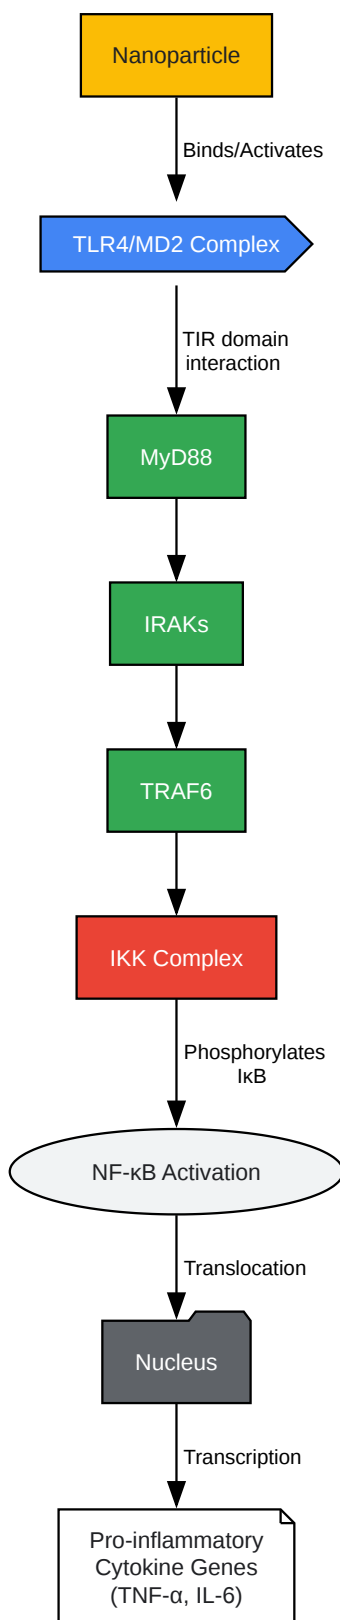 Nanoparticle
Binds/Activates
TLR4/MD2 Complex
TIR domain
interaction
MyD88
IRAKs
TRAF6
IKK Complex
Phosphorylates
IκB
NF-κB Activation
Translocation
Nucleus
Transcription
Pro-inflammatory
Cytokine Genes
(TNF-α, IL-6)